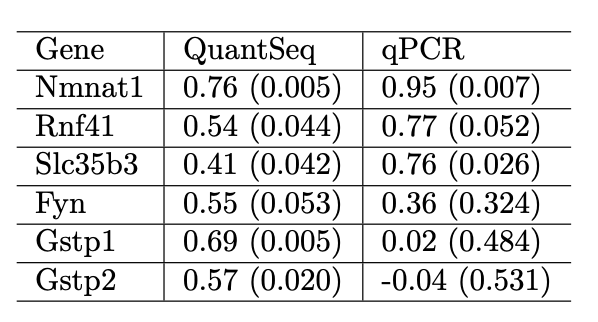 Gene QuantSeq qPCR
Nmnat1 0.76 (0.005) 0.95 (0.007)
Rnf41 0.54 (0.044) 0.77 (0.052)
Slc35b3 0.41 (0.042) 0.76 (0.026)
Fyn 0.55 (0.053) 0.36 (0.324)
Gstp1 0.69 (0.005) 0.02 (0.484)
Gstp2 0.57 (0.020) -0.04 (0.531)